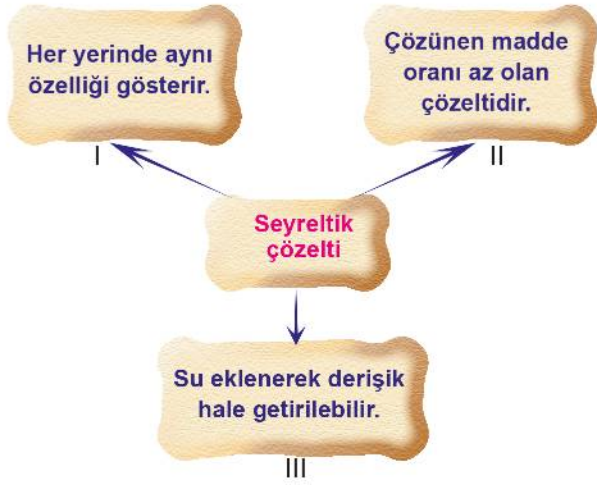 Her yerinde aynı
özelliği gösterir.
I
Çözünen madde
oranı az olan
çözeltidir.
II
Seyreltik
çözelti
Su eklenerek derişik
hale getirilebilir.
III